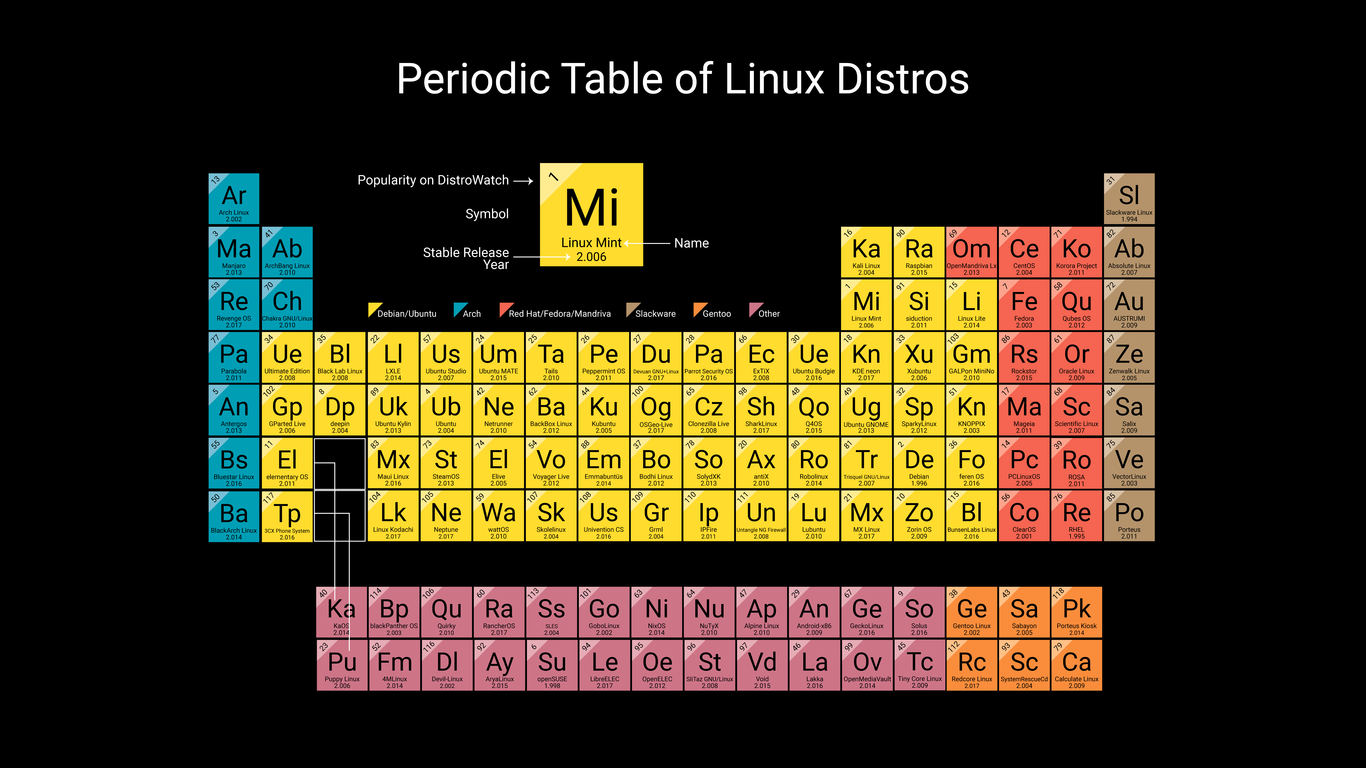 Periodic Table of Linux Distros
Popularity on DistroWatch
Symbol
Stable Release
Year
1
Mi
Linux Mint
2.006
Name
Debian/Ubuntu Arch Red Hat/Fedora/Mandriva Slackware Gentoo Other
13 31
Ar Sl
Arch Linux Slackware Linux
2.002 1.994
3 41 16 90 69 12 71 82
Ma Ab Ka Ra Om Ce Ko Ab
Manjaro ArchBang Linux Kali Linux Raspbian OpenMandriva Lx CentOS Korora Project Absolute Linux
2.013 2.010 2.004 2.015 2.013 2.004 2.011 2.007
53 70 1 91 15 7 58 72
Re Ch Mi Si Li Fe Qu Au
Revenge OS Chakra GNU/Linux Linux Mint siduction Linux Lite Fedora Qubes OS AUSTRUMI
2.017 2.010 2.006 2.011 2.014 2.003 2.012 2.009
77 34 35 22 57 24 25 26 27 28 66 30 18 33 103 86 61 87
Pa Ue Bl Ll Us Um Ta Pe Du Pa Ec Ue Kn Xu Gm Rs Or Ze
Parabola Ultimate Edition Black Lab Linux LXLE Ubuntu Studio Ubuntu MATE Tails Peppermint OS Devuan GNU+Linux Parrot Security OS ExTiX Ubuntu Budgie KDE neon Xubuntu GALPon MiniNo Rockstor Oracle Linux Zenwalk Linux
2.011 2.008 2.008 2.014 2.007 2.015 2.010 2.011 2.017 2.016 2.008 2.016 2.017 2.006 2.010 2.015 2.009 2.005
5 102 8 89 4 42 62 44 100 65 98 48 49 32 51 17 68 84
An Gp Dp Uk Ub Ne Ba Ku Og Cz Sh Qo Ug Sp Kn Ma Sc Sa
Antergos GParted Live deepin Ubuntu Kylin Ubuntu Netrunner BackBox Linux Kubuntu OSGeo-Live Clonezilla Live SharkLinux Q4OS Ubuntu GNOME SparkyLinux KNOPPIX Mageia Scientific Linux Salix
2.013 2.006 2.004 2.013 2.004 2.010 2.012 2.005 2.017 2.008 2.017 2.015 2.013 2.012 2.003 2.011 2.007 2.009
55 11 83 73 74 54 88 37 52 20 80 81 2 36 14 39 75
Bs El Mx St El Vo Em Bo So Ax Ro Tr De Fo Pc Ro Ve
Bluestar Linux elementary OS Maui Linux SteamOS Elive Voyager Live Emmabuntüs Bodhi Linux SolydXK antiX Robolinux Trisquel GNU/Linux Debian feren OS PCLinuxOS ROSA VectorLinux
2.016 2.011 2.016 2.013 2.005 2.012 2.014 2.012 2.013 2.010 2.014 2.007 1.996 2.016 2.005 2.011 2.003
50 117 104 105 59 107 108 109 110 111 19 21 10 115 56 76 85
Ba Tp Lk Ne Wa Sk Us Gr Ip Un Lu Mx Zo Bl Co Re Po
BlackArch Linux 3CX Phone System Linux Kodachi Neptune wattOS Skolelinux Univention CS Grml IPFire Untangle NG Firewall Lubuntu MX Linux Zorin OS BunsenLabs Linux ClearOS RHEL Porteus
2.014 2.016 2.017 2.017 2.010 2.004 2.016 2.004 2.011 2.008 2.010 2.017 2.009 2.016 2.001 1.995 2.011
40 114 106 60 113 101 63 64 47 29 67 9 38 43 118
Ka Bp Qu Ra Ss Go Ni Nu Ap An Ge So Ge Sa Pk
KaOS blackPanther OS Quirky RancherOS SLES GoboLinux NixOS NuTyX Alpine Linux Android-x86 GeckoLinux Solus Gentoo Linux Sabayon Porteus Kiosk
2.014 2.003 2.010 2.017 2.004 2.002 2.014 2.010 2.010 2.009 2.016 2.016 2.002 2.005 2.014
23 52 116 92 6 94 95 96 97 46 99 45 112 93 79
Pu Fm Dl Ay Su Le Oe St Vd La Ov Tc Rc Sc Ca
Puppy Linux 4MLinux Devil-Linux AryaLinux openSUSE LibreELEC OpenELEC SliTaz GNU/Linux Void Lakka OpenMediaVault Tiny Core Linux Redcore Linux SystemRescueCd Calculate Linux
2.006 2.014 2.002 2.015 1.998 2.017 2.012 2.008 2.015 2.016 2.014 2.009 2.017 2.004 2.009